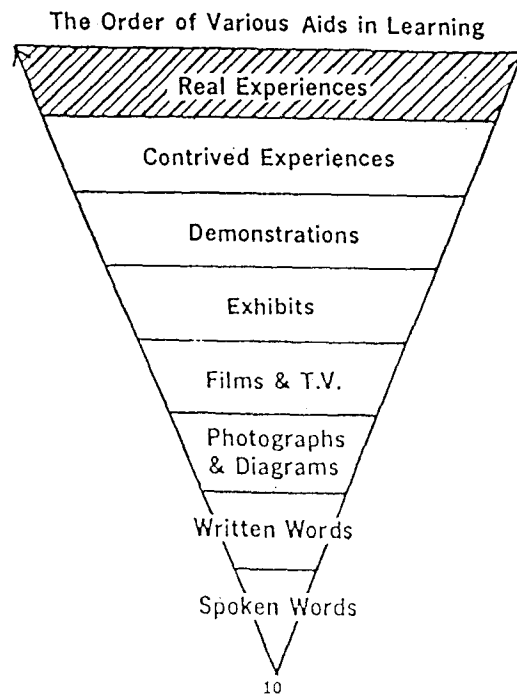 The Order of Various Aids in Learning
Real Experiences
Contrived Experiences
Demonstrations
Exhibits
Films & T.V.
Photographs
& Diagrams
Written Words
Spoken Words
10